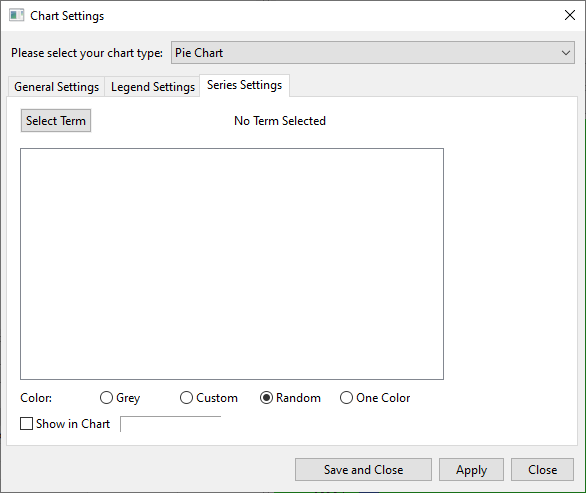 Chart Settings
Please select your chart type: Pie Chart
General Settings Legend Settings Series Settings
Select Term No Term Selected
Color: Grey Custom Random One Color
Show in Chart
Save and Close Apply Close